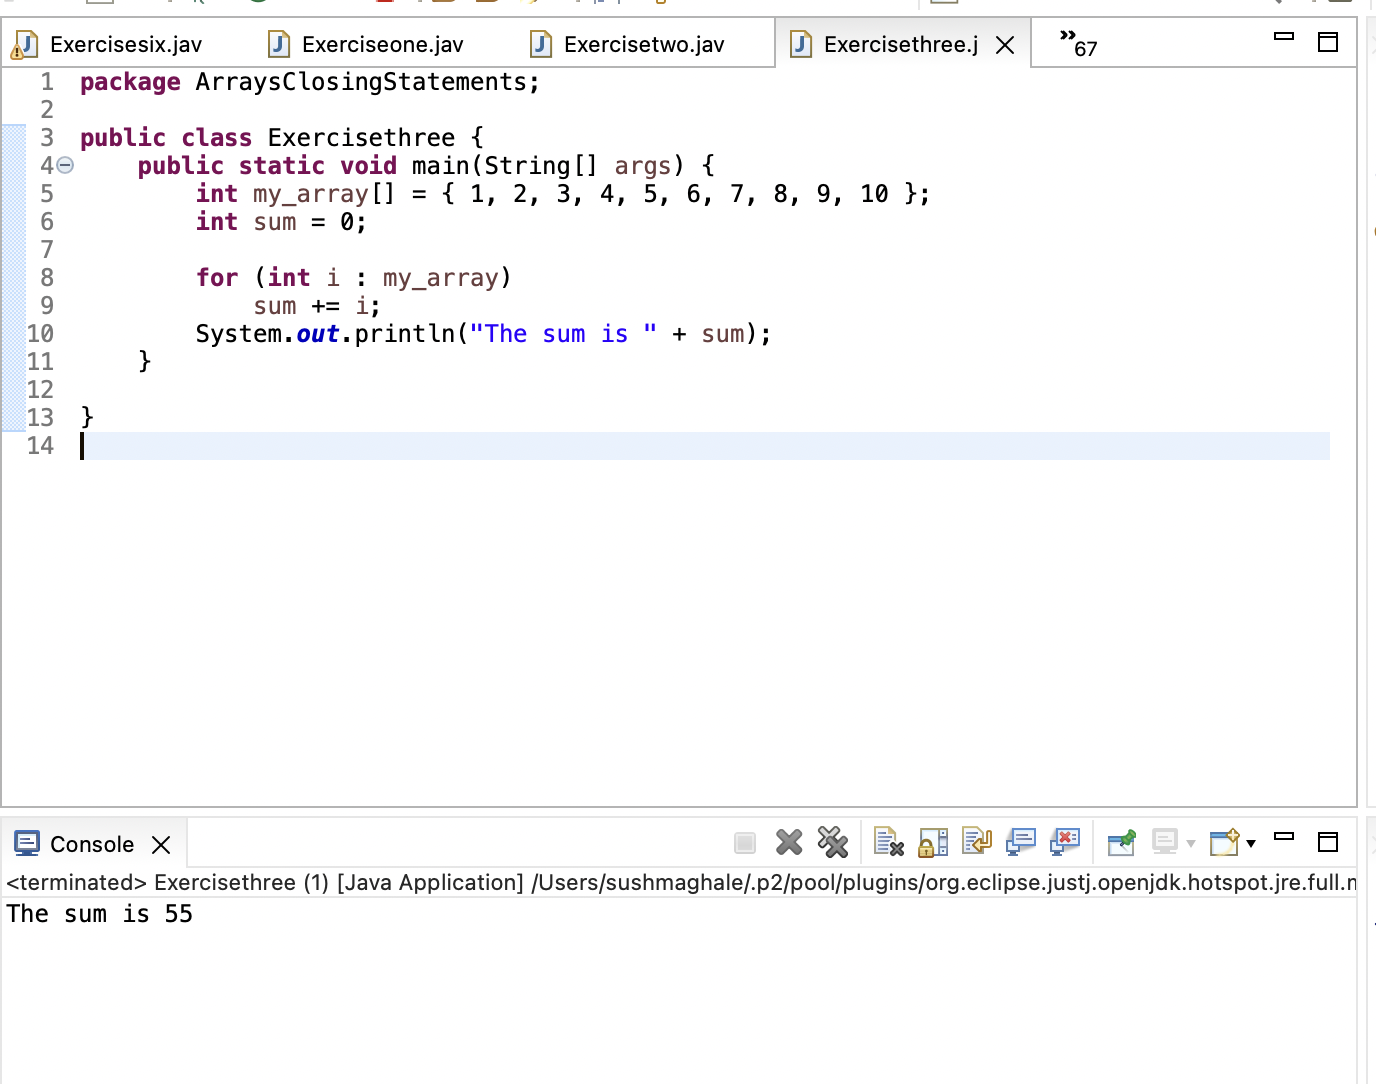 Exercisesix.jav Exerciseone.jav Exercisetwo.jav Exercisethree.j »67
1 package ArraysClosingStatements;
2
3 public class Exercisethree {
4 public static void main(String[] args) {
5 int my_array[] = { 1, 2, 3, 4, 5, 6, 7, 8, 9, 10 };
6 int sum = 0;
7
8 for (int i : my_array)
9 sum += i;
10 System.out.println("The sum is " + sum);
11 }
12
13 }
14
Console
<terminated> Exercisethree (1) [Java Application] /Users/sushmaghale/.p2/pool/plugins/org.eclipse.justj.openjdk.hotspot.jre.full.m
The sum is 55